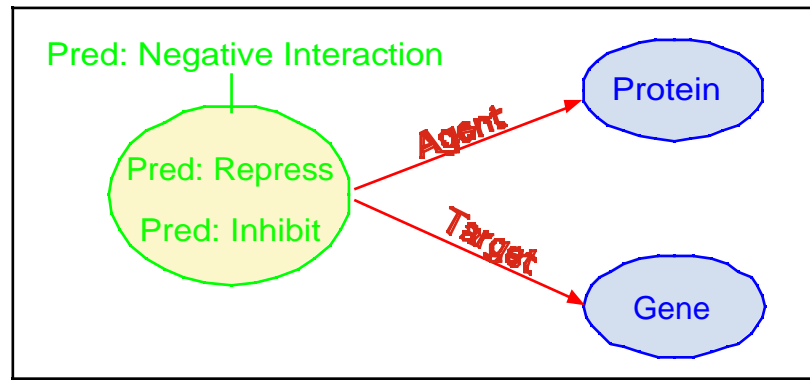 Pred: Negative Interaction
Protein
Agent
Pred: Repress
Pred: Inhibit
Target
Gene